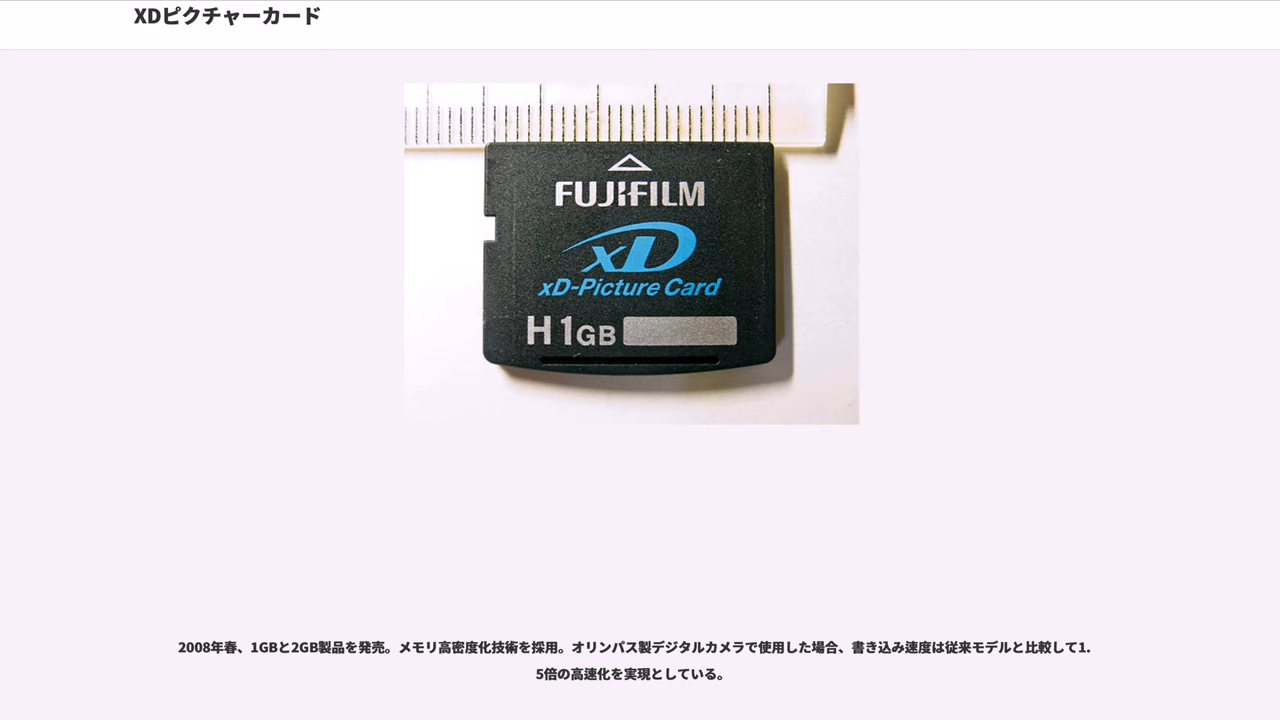 XDピクチャーカード
FUJIFILM
xD
xD-Picture Card
H 1GB
2008年春、1GBと2GB製品を発売。メモリ高密度化技術を採用。オリンパス製デジタルカメラで使用した場合、書き込み速度は従来モデルと比較して1.
5倍の高速化を実現としている。